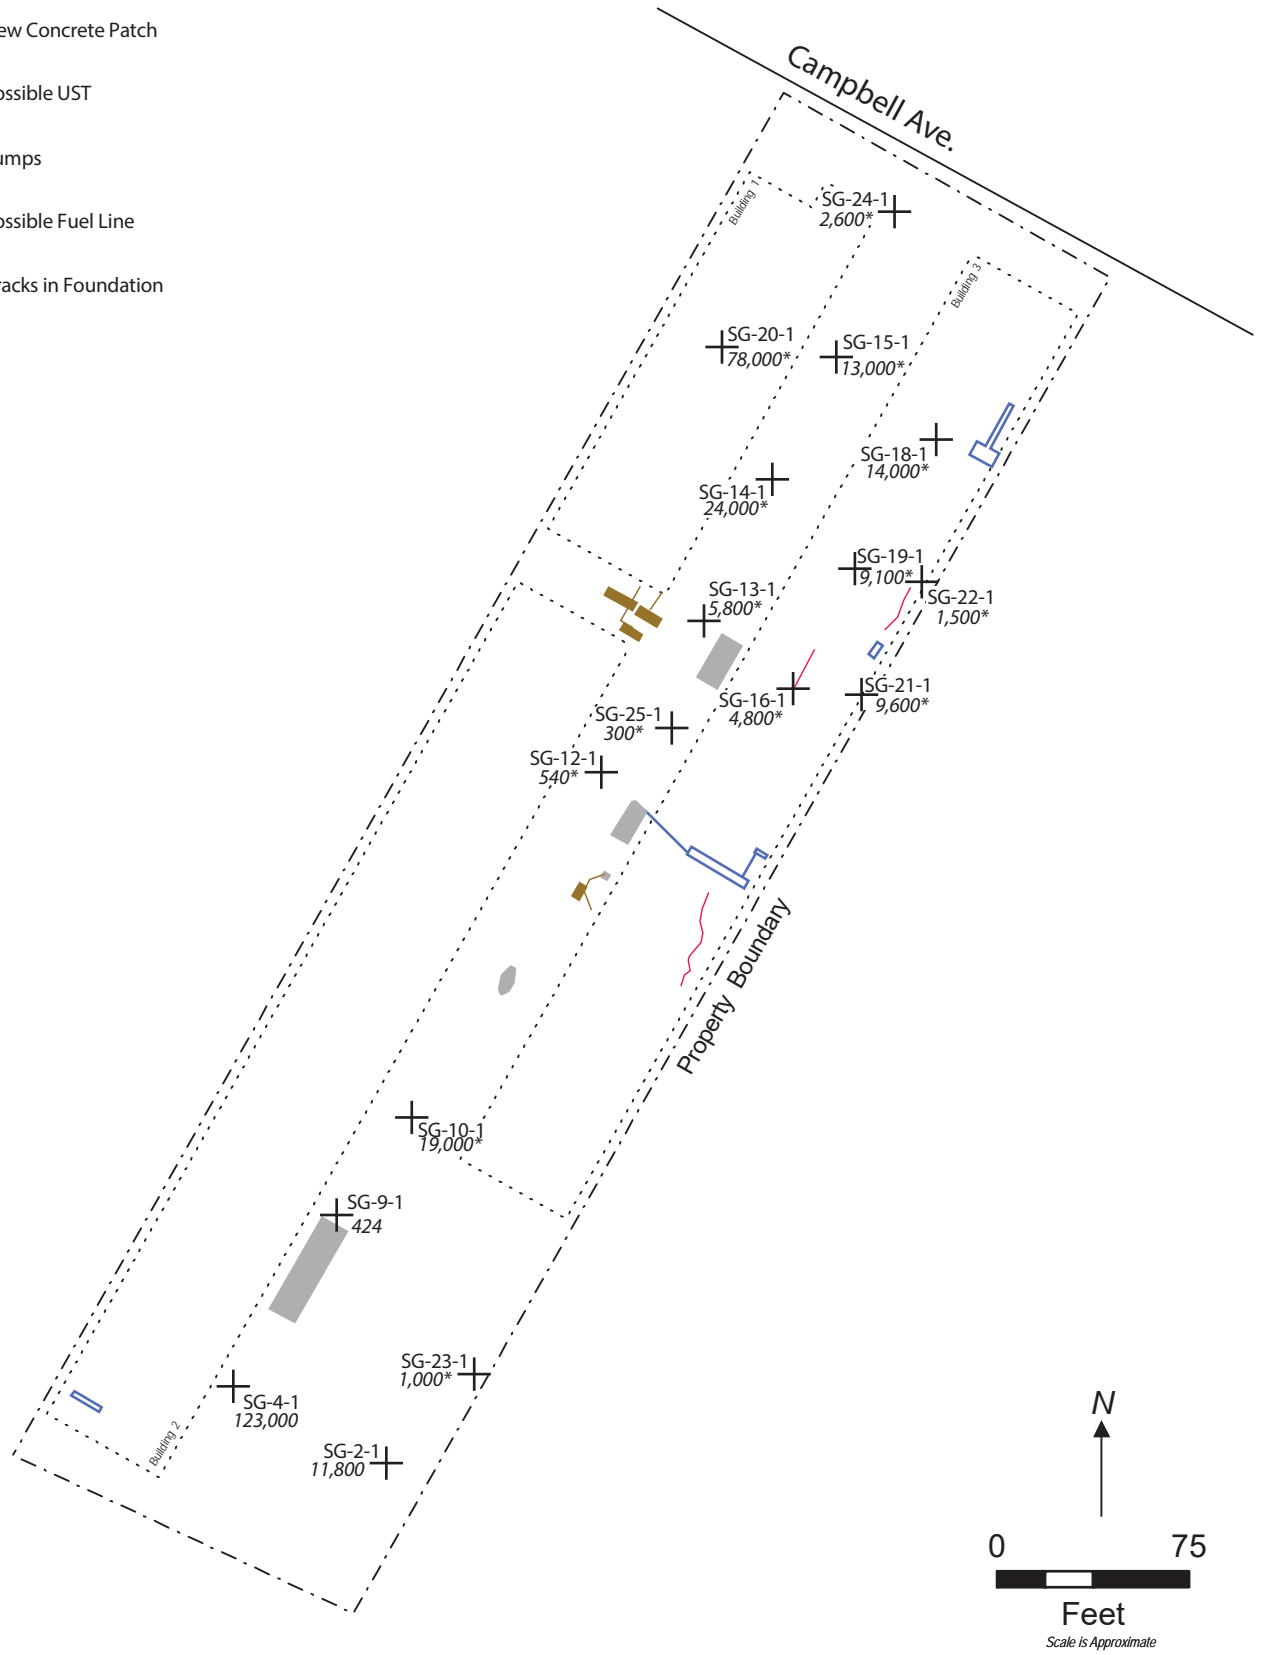 ew Concrete Patch
ossible UST
umps
ossible Fuel Line
racks in Foundation
Campbell Ave.
Building 1
SG-24-1
2,600*
Building 3
SG-20-1
78,000*
SG-15-1
13,000*
SG-18-1
14,000*
SG-14-1
24,000*
SG-19-1
9,100*
SG-22-1
1,500*
SG-13-1
5,800*
SG-16-1
4,800*
SG-21-1
9,600*
SG-25-1
300*
SG-12-1
540*
Property Boundary
SG-10-1
19,000*
SG-9-1
424
SG-23-1
1,000*
SG-4-1
123,000
Building 2
SG-2-1
11,800
N
0 75
Feet
Scale is Approximate